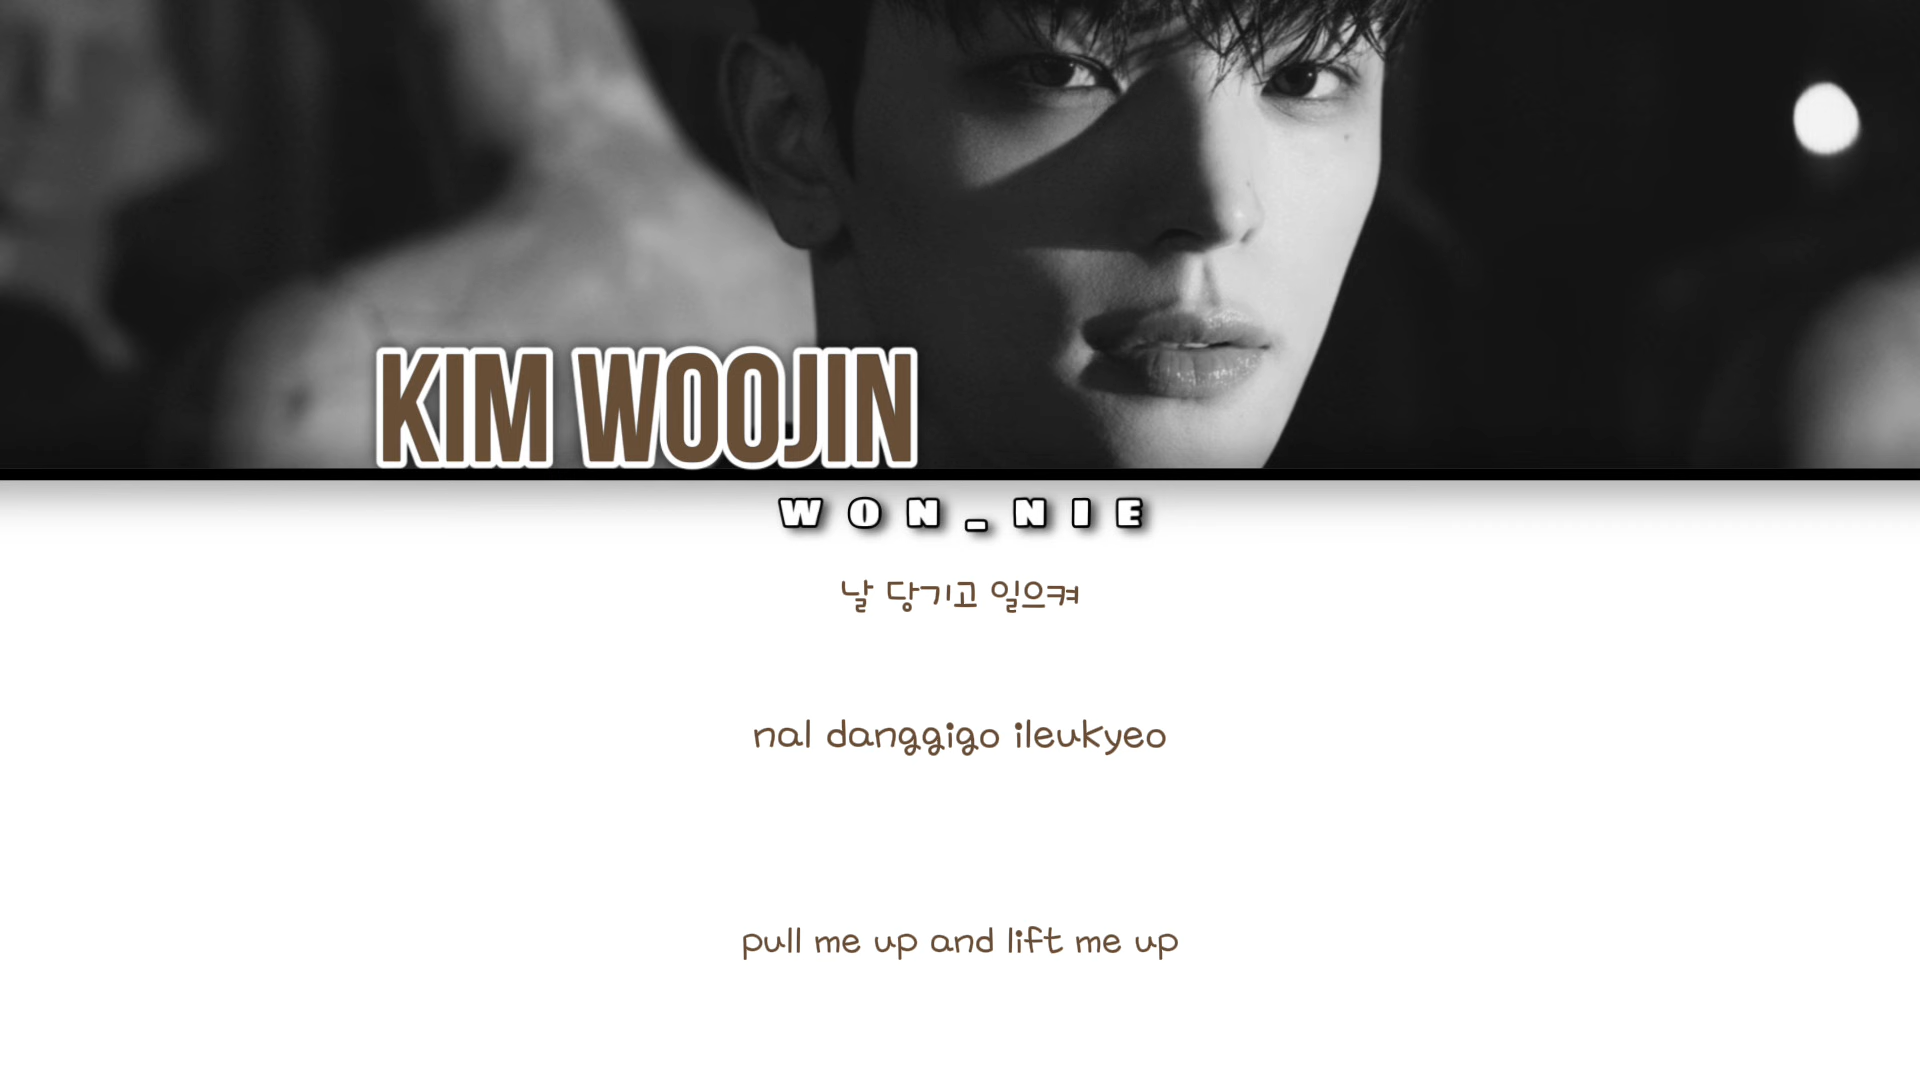 KIM WOOJIN
WON_NIE
날 당기고 일으켜
nal danggigo ileukyeo
pull me up and lift me up